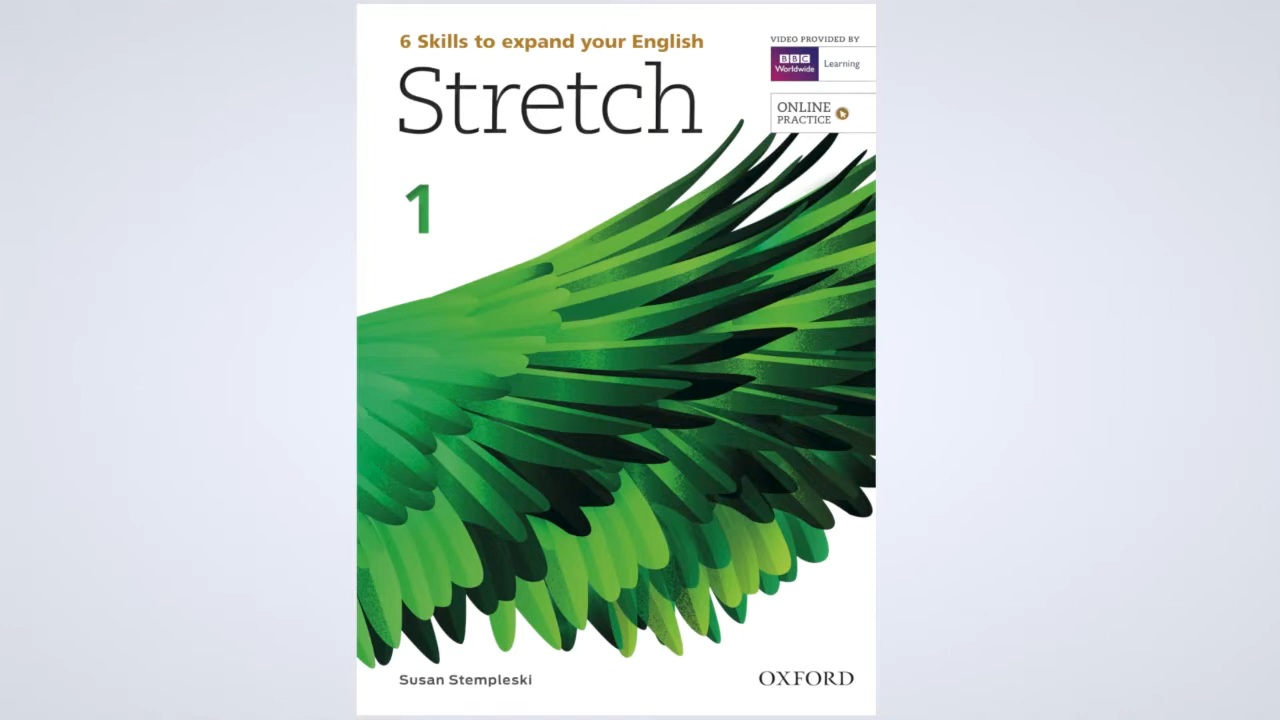 6 Skills to expand your English
Stretch
1
VIDEO PROVIDED BY
BBC
Worldwide
Learning
ONLINE
PRACTICE
Susan Stempleski
OXFORD